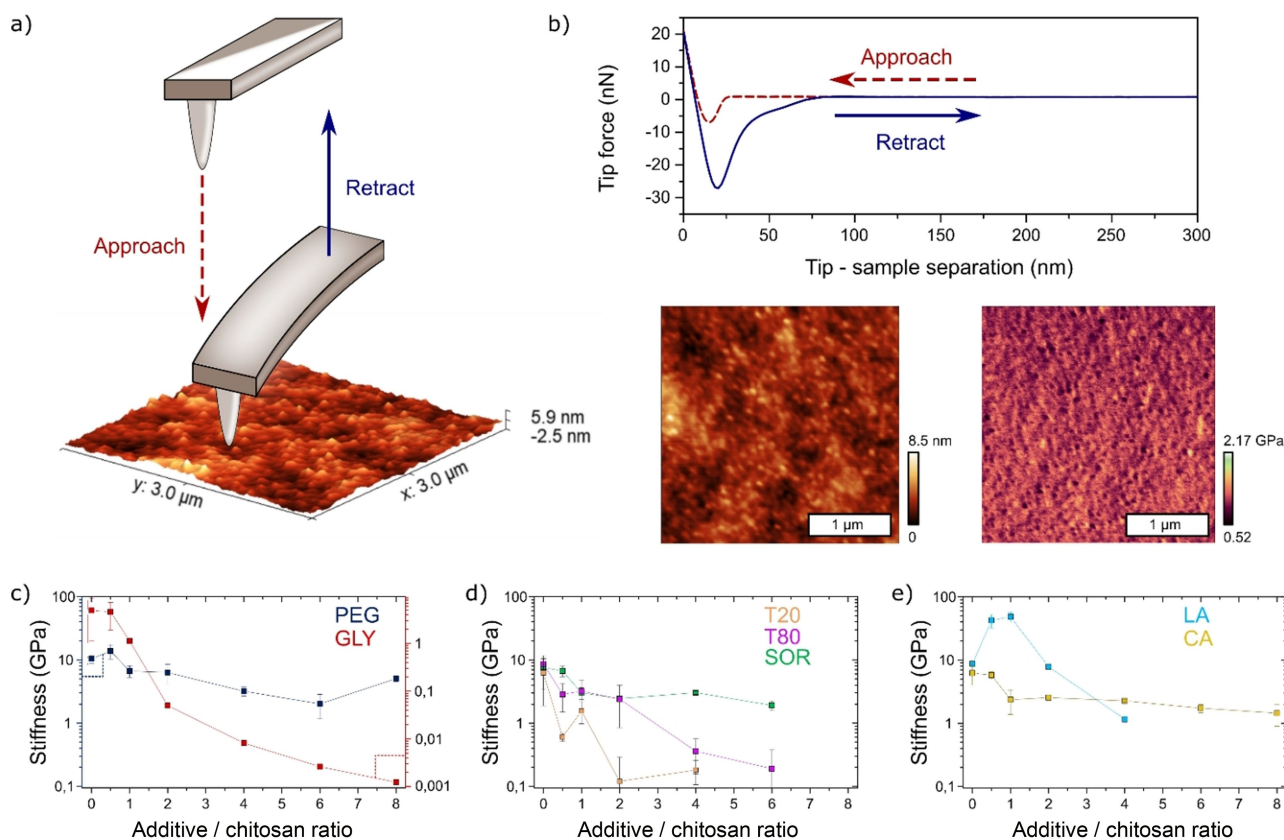 a)
Retract
Approach
5.9 nm
-2.5 nm
y: 3.0 µm
x: 3.0 µm
b)
Tip force (nN)
20
10
0
-10
-20
-30
Approach
Retract
0
50
100
150
200
250
300
Tip - sample separation (nm)
8.5 nm
1 µm
0
2.17 GPa
1 µm
0.52
c)
Stiffness (GPa)
100
10
1
0,1
PEG
GLY
1
0,1
0,01
0,001
0 1 2 3 4 5 6 7 8
Additive / chitosan ratio
d)
Stiffness (GPa)
100
10
1
0,1
T20
T80
SOR
0 1 2 3 4 5 6 7 8
Additive / chitosan ratio
e)
Stiffness (GPa)
100
10
1
0,1
LA
CA
0 1 2 3 4 5 6 7 8
Additive / chitosan ratio